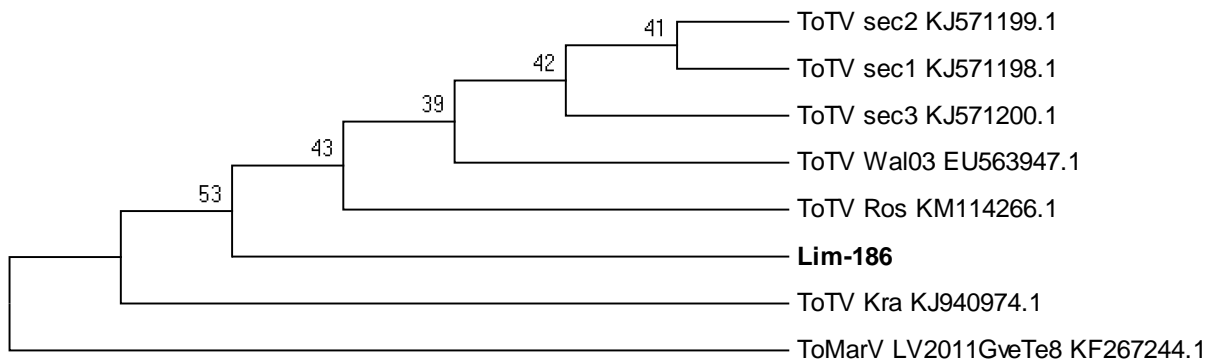 ToTV sec2 KJ571199.1
41
ToTV sec1 KJ571198.1
42
ToTV sec3 KJ571200.1
39
ToTV Wal03 EU563947.1
43
ToTV Ros KM114266.1
53
Lim-186
ToTV Kra KJ940974.1
ToMarV LV2011GveTe8 KF267244.1